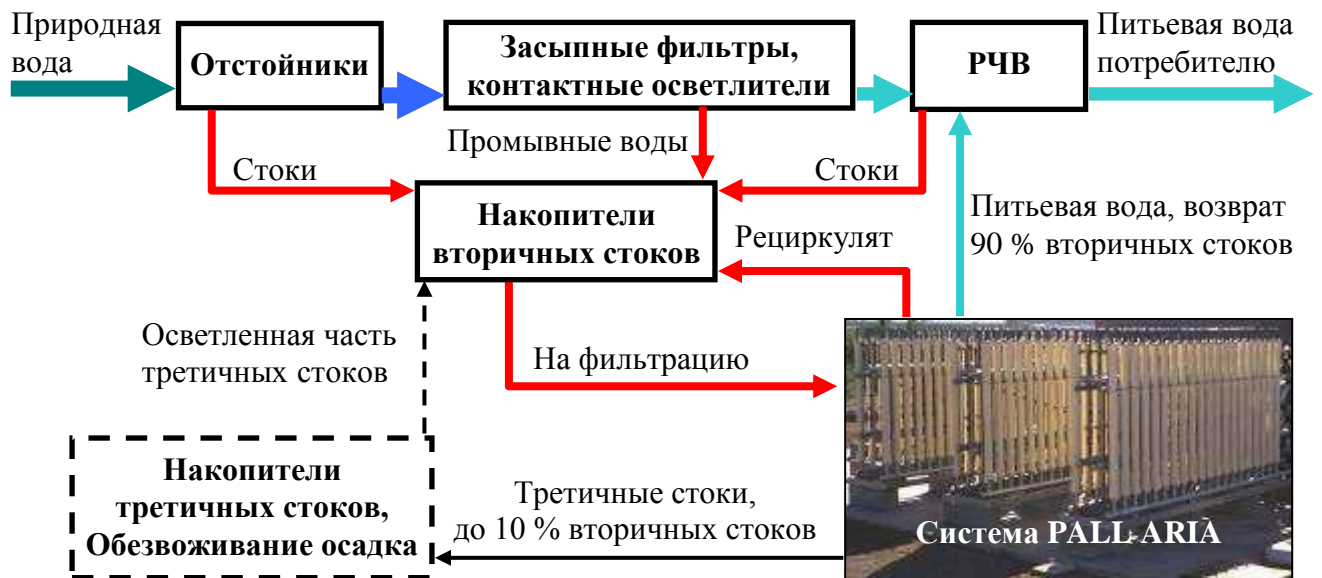 Природная
вода
Отстойники
Засыпные фильтры,
контактные осветлители
РЧВ
Питьевая вода
потребителю
Промывные воды
Стоки
Стоки
Накопители
вторичных стоков
Рециркулят
Питьевая вода, возврат
90 % вторичных стоков
Осветленная часть
третичных стоков
На фильтрацию
Накопители
третичных стоков,
Обезвоживание осадка
Третичные стоки,
до 10 % вторичных стоков
Система PALL ARIA